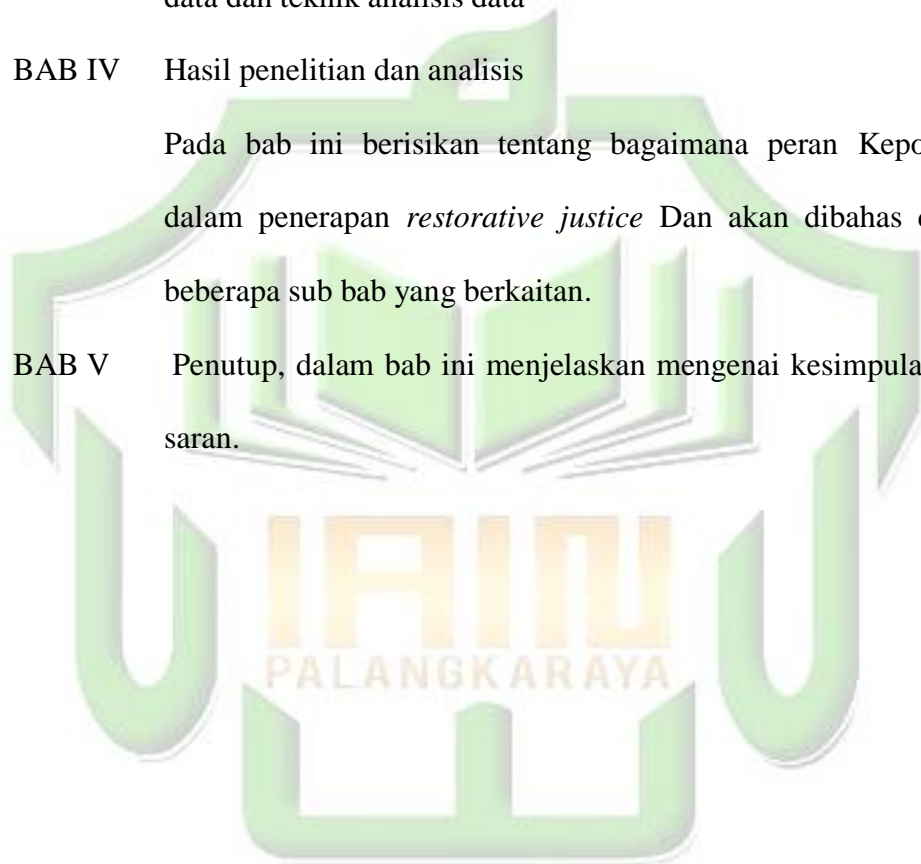 data dan teknik analisis data
BAB IV Hasil penelitian dan analisis
Pada bab ini berisikan tentang bagaimana peran
dalam penerapan restorative justice Dan akan dibahas
beberapa sub bab yang berkaitan.
BAB V Penutup, dalam bab ini menjelaskan mengenai
saran.
IAIN
PALANGKARAYA